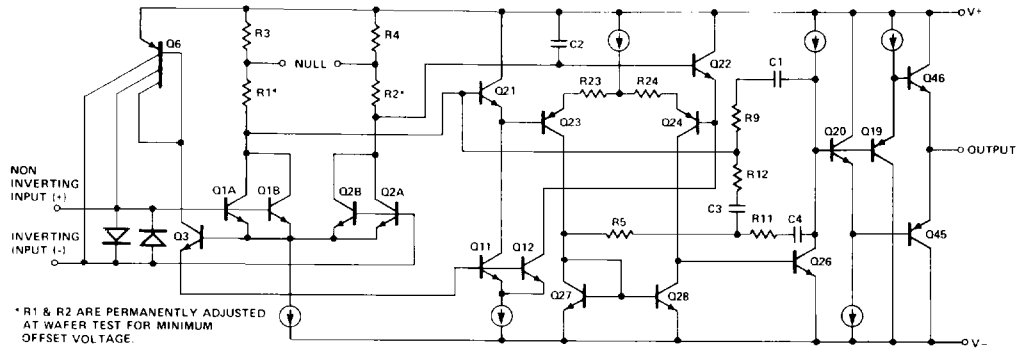 V+
Q6
R3
R4
C2
Q22
C1
Q46
NULL
R1*
R2*
Q21
R23
R24
Q23
Q24
R9
Q20
Q19
OUTPUT
NON
INVERTING
INPUT (+)
Q1A
Q1B
Q2B
Q2A
R12
C3
INVERTING
INPUT (-)
Q3
R5
R11
C4
Q45
Q11
Q12
Q26
Q27
Q28
* R1 & R2 ARE PERMANENTLY ADJUSTED
AT WAFER TEST FOR MINIMUM
OFFSET VOLTAGE.
V-